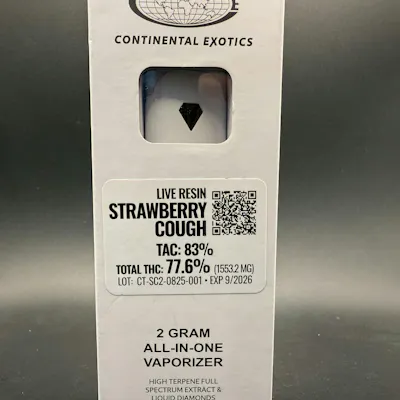 E
CONTINENTAL EXOTICS
LIVE RESIN
STRAWBERRY
COUGH
TAC: 83%
TOTAL THC: 77.6% (1553.2 MG)
LOT: CT-SG2-0825-001 • EXP 9/2026
2 GRAM
ALL-IN-ONE
VAPORIZER
HIGH TERPENE FULL
SPECTRUM EXTRACT &
LIQUID DIAMONDS